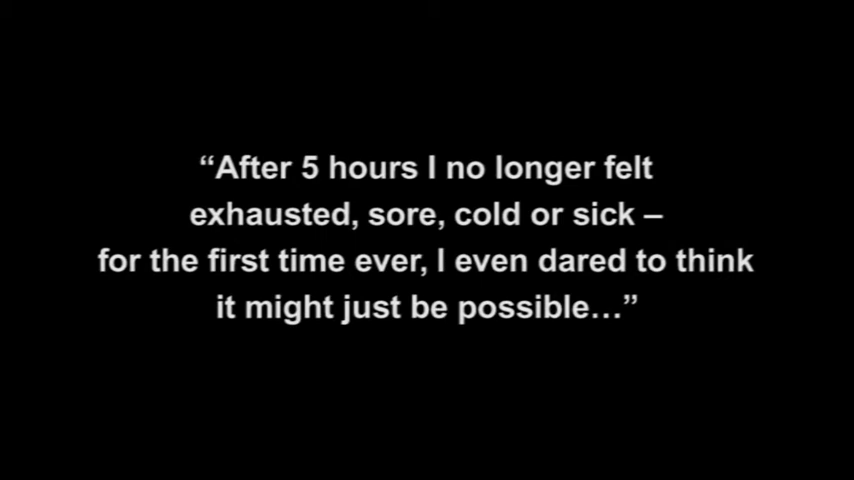 “After 5 hours I no longer felt
exhausted, sore, cold or sick –
for the first time ever, I even dared to think
it might just be possible…”